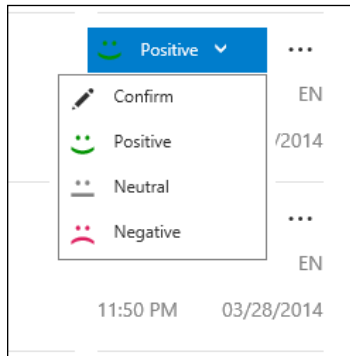 Positive ...
Confirm EN
Positive /2014
Neutral
Negative ...
EN
11:50 PM 03/28/2014